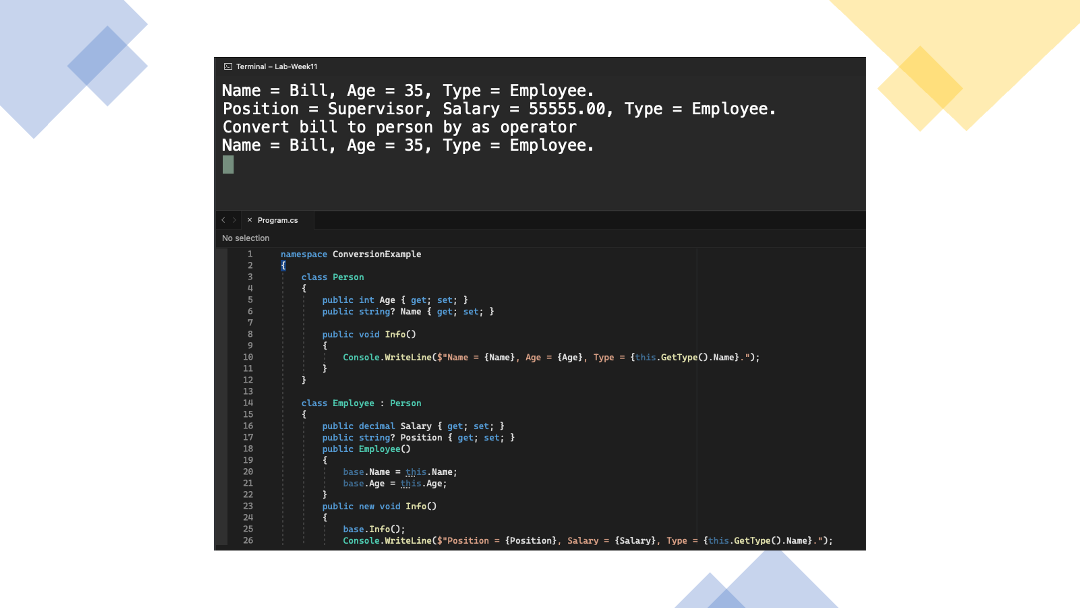 Terminal – Lab-Week11
Name = Bill, Age = 35, Type = Employee.
Position = Supervisor, Salary = 55555.00, Type = Employee.
Convert bill to person by as operator
Name = Bill, Age = 35, Type = Employee.
< > × Program.cs
No selection
1 namespace ConversionExample
2 {
3 class Person
4 {
5 public int Age { get; set; }
6 public string? Name { get; set; }
7
8 public void Info()
9 {
10 Console.WriteLine($"Name = {Name}, Age = {Age}, Type = {this.GetType().Name}.");
11 }
12 }
13
14 class Employee : Person
15 {
16 public decimal Salary { get; set; }
17 public string? Position { get; set; }
18 public Employee()
19 {
20 base.Name = this.Name;
21 base.Age = this.Age;
22 }
23 public new void Info()
24 {
25 base.Info();
26 Console.WriteLine($"Position = {Position}, Salary = {Salary}, Type = {this.GetType().Name}.");